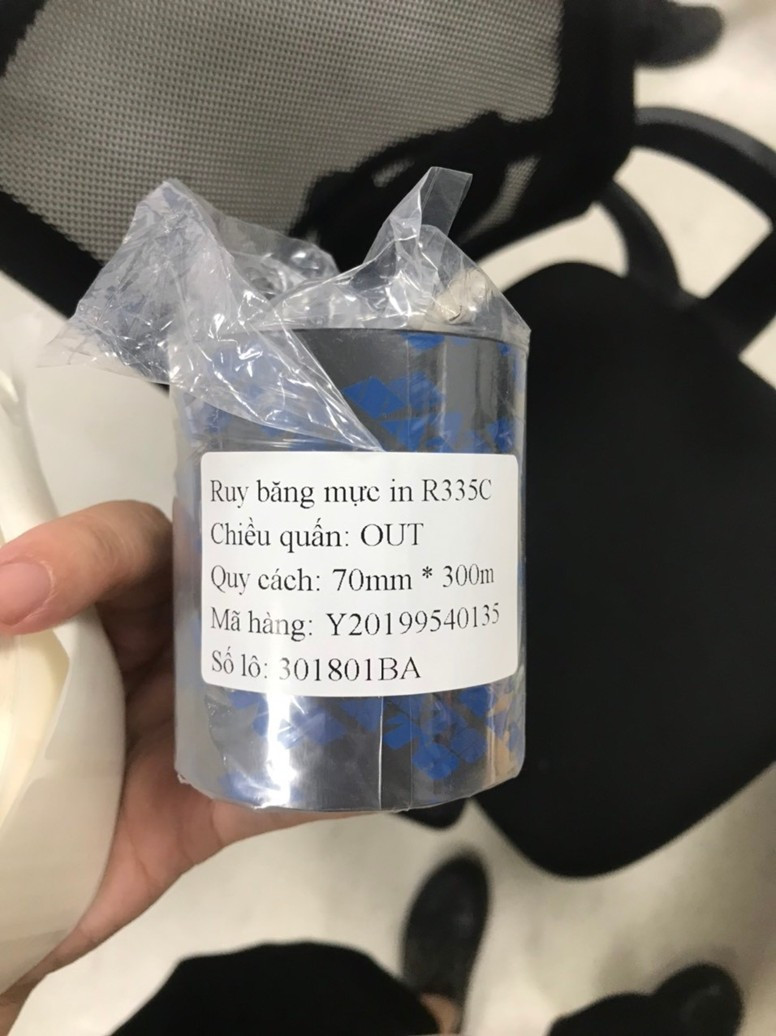 Ruy băng mực in R335C
Chiều quấn: OUT
Quy cách: 70mm * 300m
Mã hàng: Y20199540135
Số lô: 301801BA